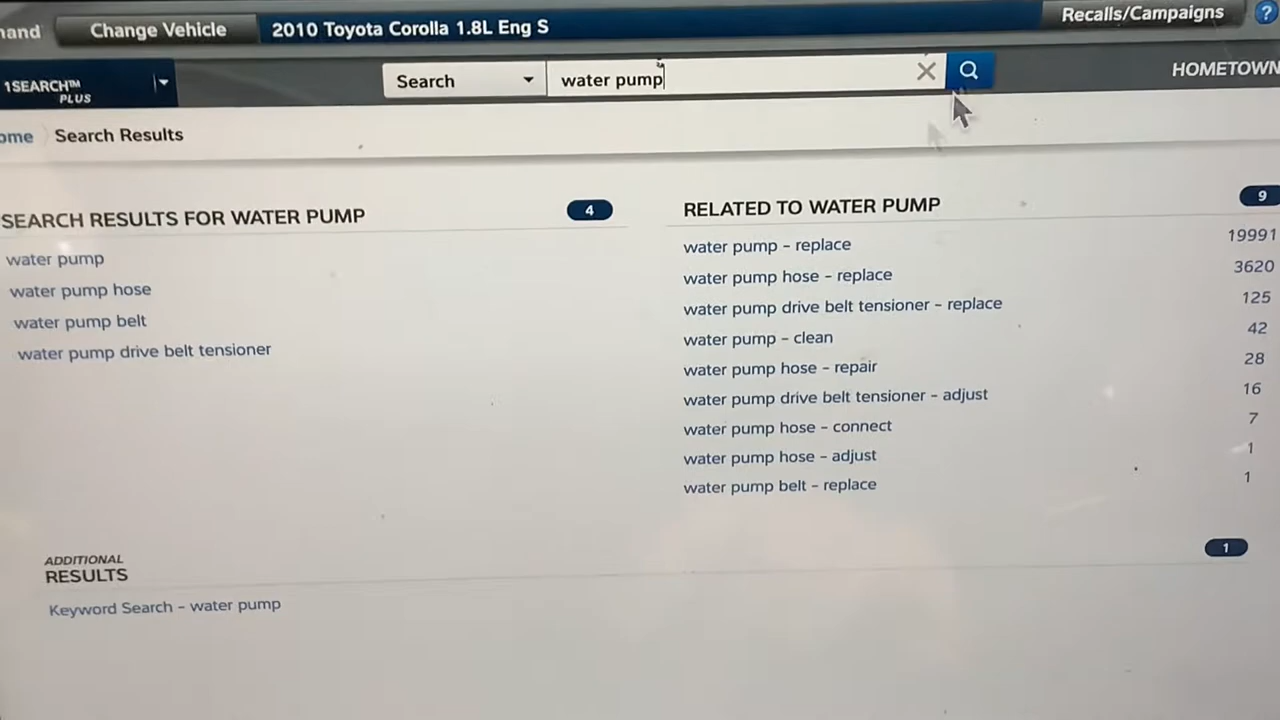 hand
Change Vehicle
2010 Toyota Corolla 1.8L Eng S
Recalls/Campaigns
?
1SEARCH™
PLUS
Search
water pump
HOMETOWN
ome
Search Results
SEARCH RESULTS FOR WATER PUMP
4
water pump
water pump hose
water pump belt
water pump drive belt tensioner
RELATED TO WATER PUMP
9
water pump – replace 19991
water pump hose – replace 3620
water pump drive belt tensioner – replace 125
water pump – clean 42
water pump hose – repair 28
water pump drive belt tensioner – adjust 16
water pump hose – connect 7
water pump hose – adjust 1
water pump belt – replace 1
ADDITIONAL
RESULTS
1
Keyword Search – water pump